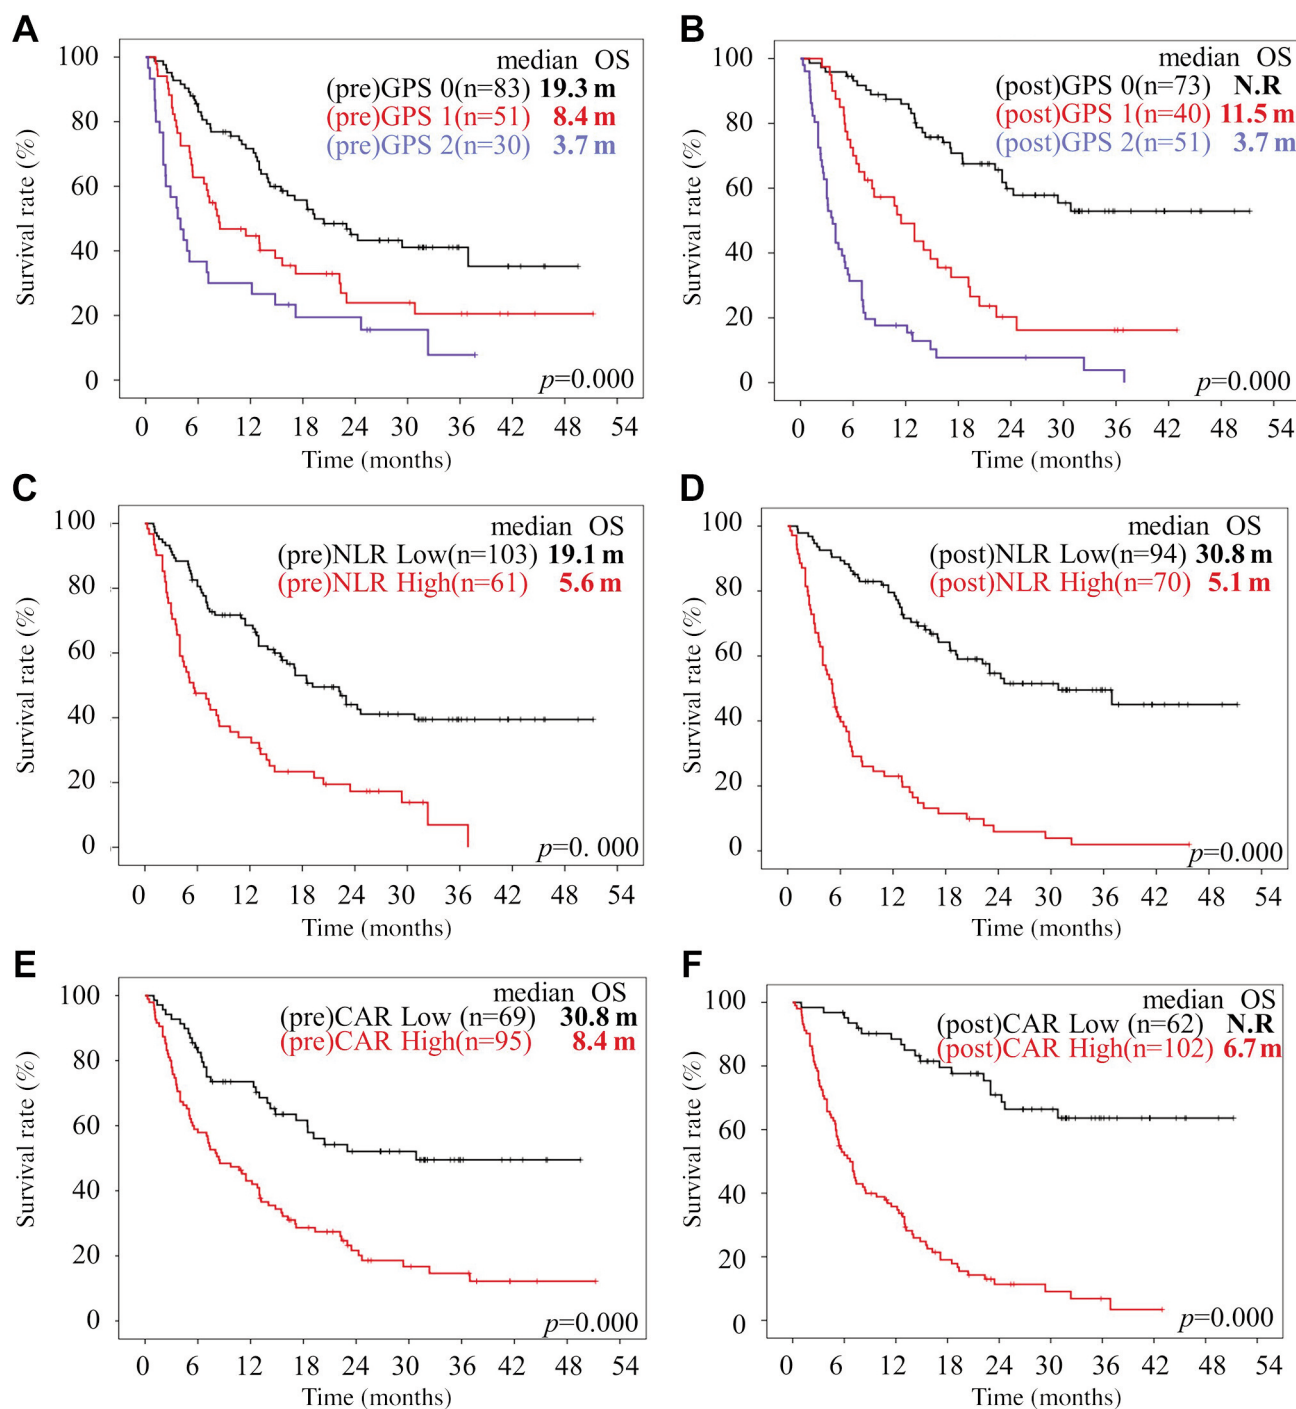 A
median OS
(pre)GPS 0(n=83) 19.3 m
(pre)GPS 1(n=51) 8.4 m
(pre)GPS 2(n=30) 3.7 m
100
80
60
40
20
0
Survival rate (%)
p=0.000
0 6 12 18 24 30 36 42 48 54
Time (months)
B
median OS
(post)GPS 0(n=73) N.R
(post)GPS 1(n=40) 11.5 m
(post)GPS 2(n=51) 3.7 m
100
80
60
40
20
0
Survival rate (%)
p=0.000
0 6 12 18 24 30 36 42 48 54
Time (months)
C
median OS
(pre)NLR Low(n=103) 19.1 m
(pre)NLR High(n=61) 5.6 m
100
80
60
40
20
0
Survival rate (%)
p=0. 000
0 6 12 18 24 30 36 42 48 54
Time (months)
D
median OS
(post)NLR Low(n=94) 30.8 m
(post)NLR High(n=70) 5.1 m
100
80
60
40
20
0
Survival rate (%)
p=0.000
0 6 12 18 24 30 36 42 48 54
Time (months)
E
median OS
(pre)CAR Low (n=69) 30.8 m
(pre)CAR High(n=95) 8.4 m
100
80
60
40
20
0
Survival rate (%)
p=0.000
0 6 12 18 24 30 36 42 48 54
Time (months)
F
median OS
(post)CAR Low (n=62) N.R
(post)CAR High(n=102) 6.7 m
100
80
60
40
20
0
Survival rate (%)
p=0.000
0 6 12 18 24 30 36 42 48 54
Time (months)